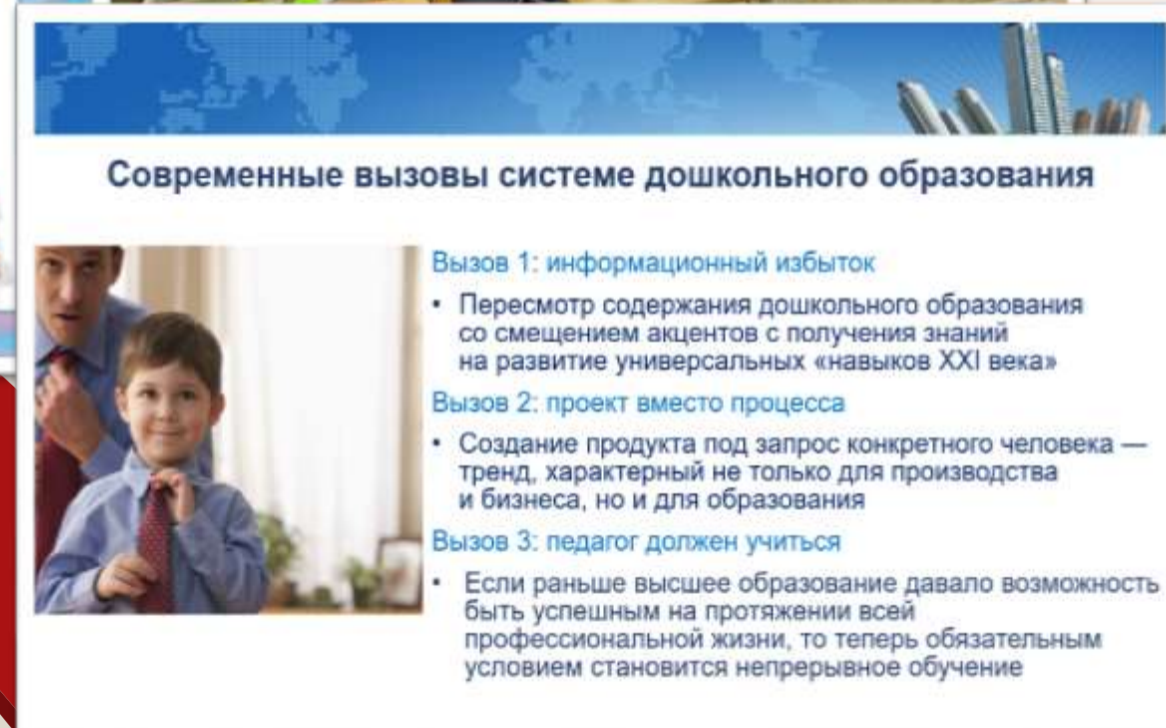 Современные вызовы системе дошкольного образования
Вызов 1: информационный избыток
• Пересмотр содержания дошкольного образования
со смещением акцентов с получения знаний
на развитие универсальных «навыков XXI века»
Вызов 2: проект вместо процесса
• Создание продукта под запрос конкретного человека —
тренд, характерный не только для производства
и бизнеса, но и для образования
Вызов 3: педагог должен учиться
• Если раньше высшее образование давало возможность
быть успешным на протяжении всей
профессиональной жизни, то теперь обязательным
условием становится непрерывное обучение